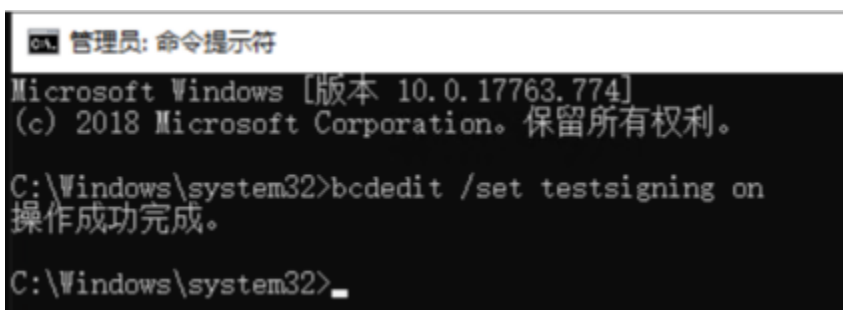 管理员: 命令提示符
Microsoft Windows [版本 10.0.17763.774]
(c) 2018 Microsoft Corporation。保留所有权利。
C:\Windows\system32>bcdedit /set testsigning on
操作成功完成。
C:\Windows\system32>